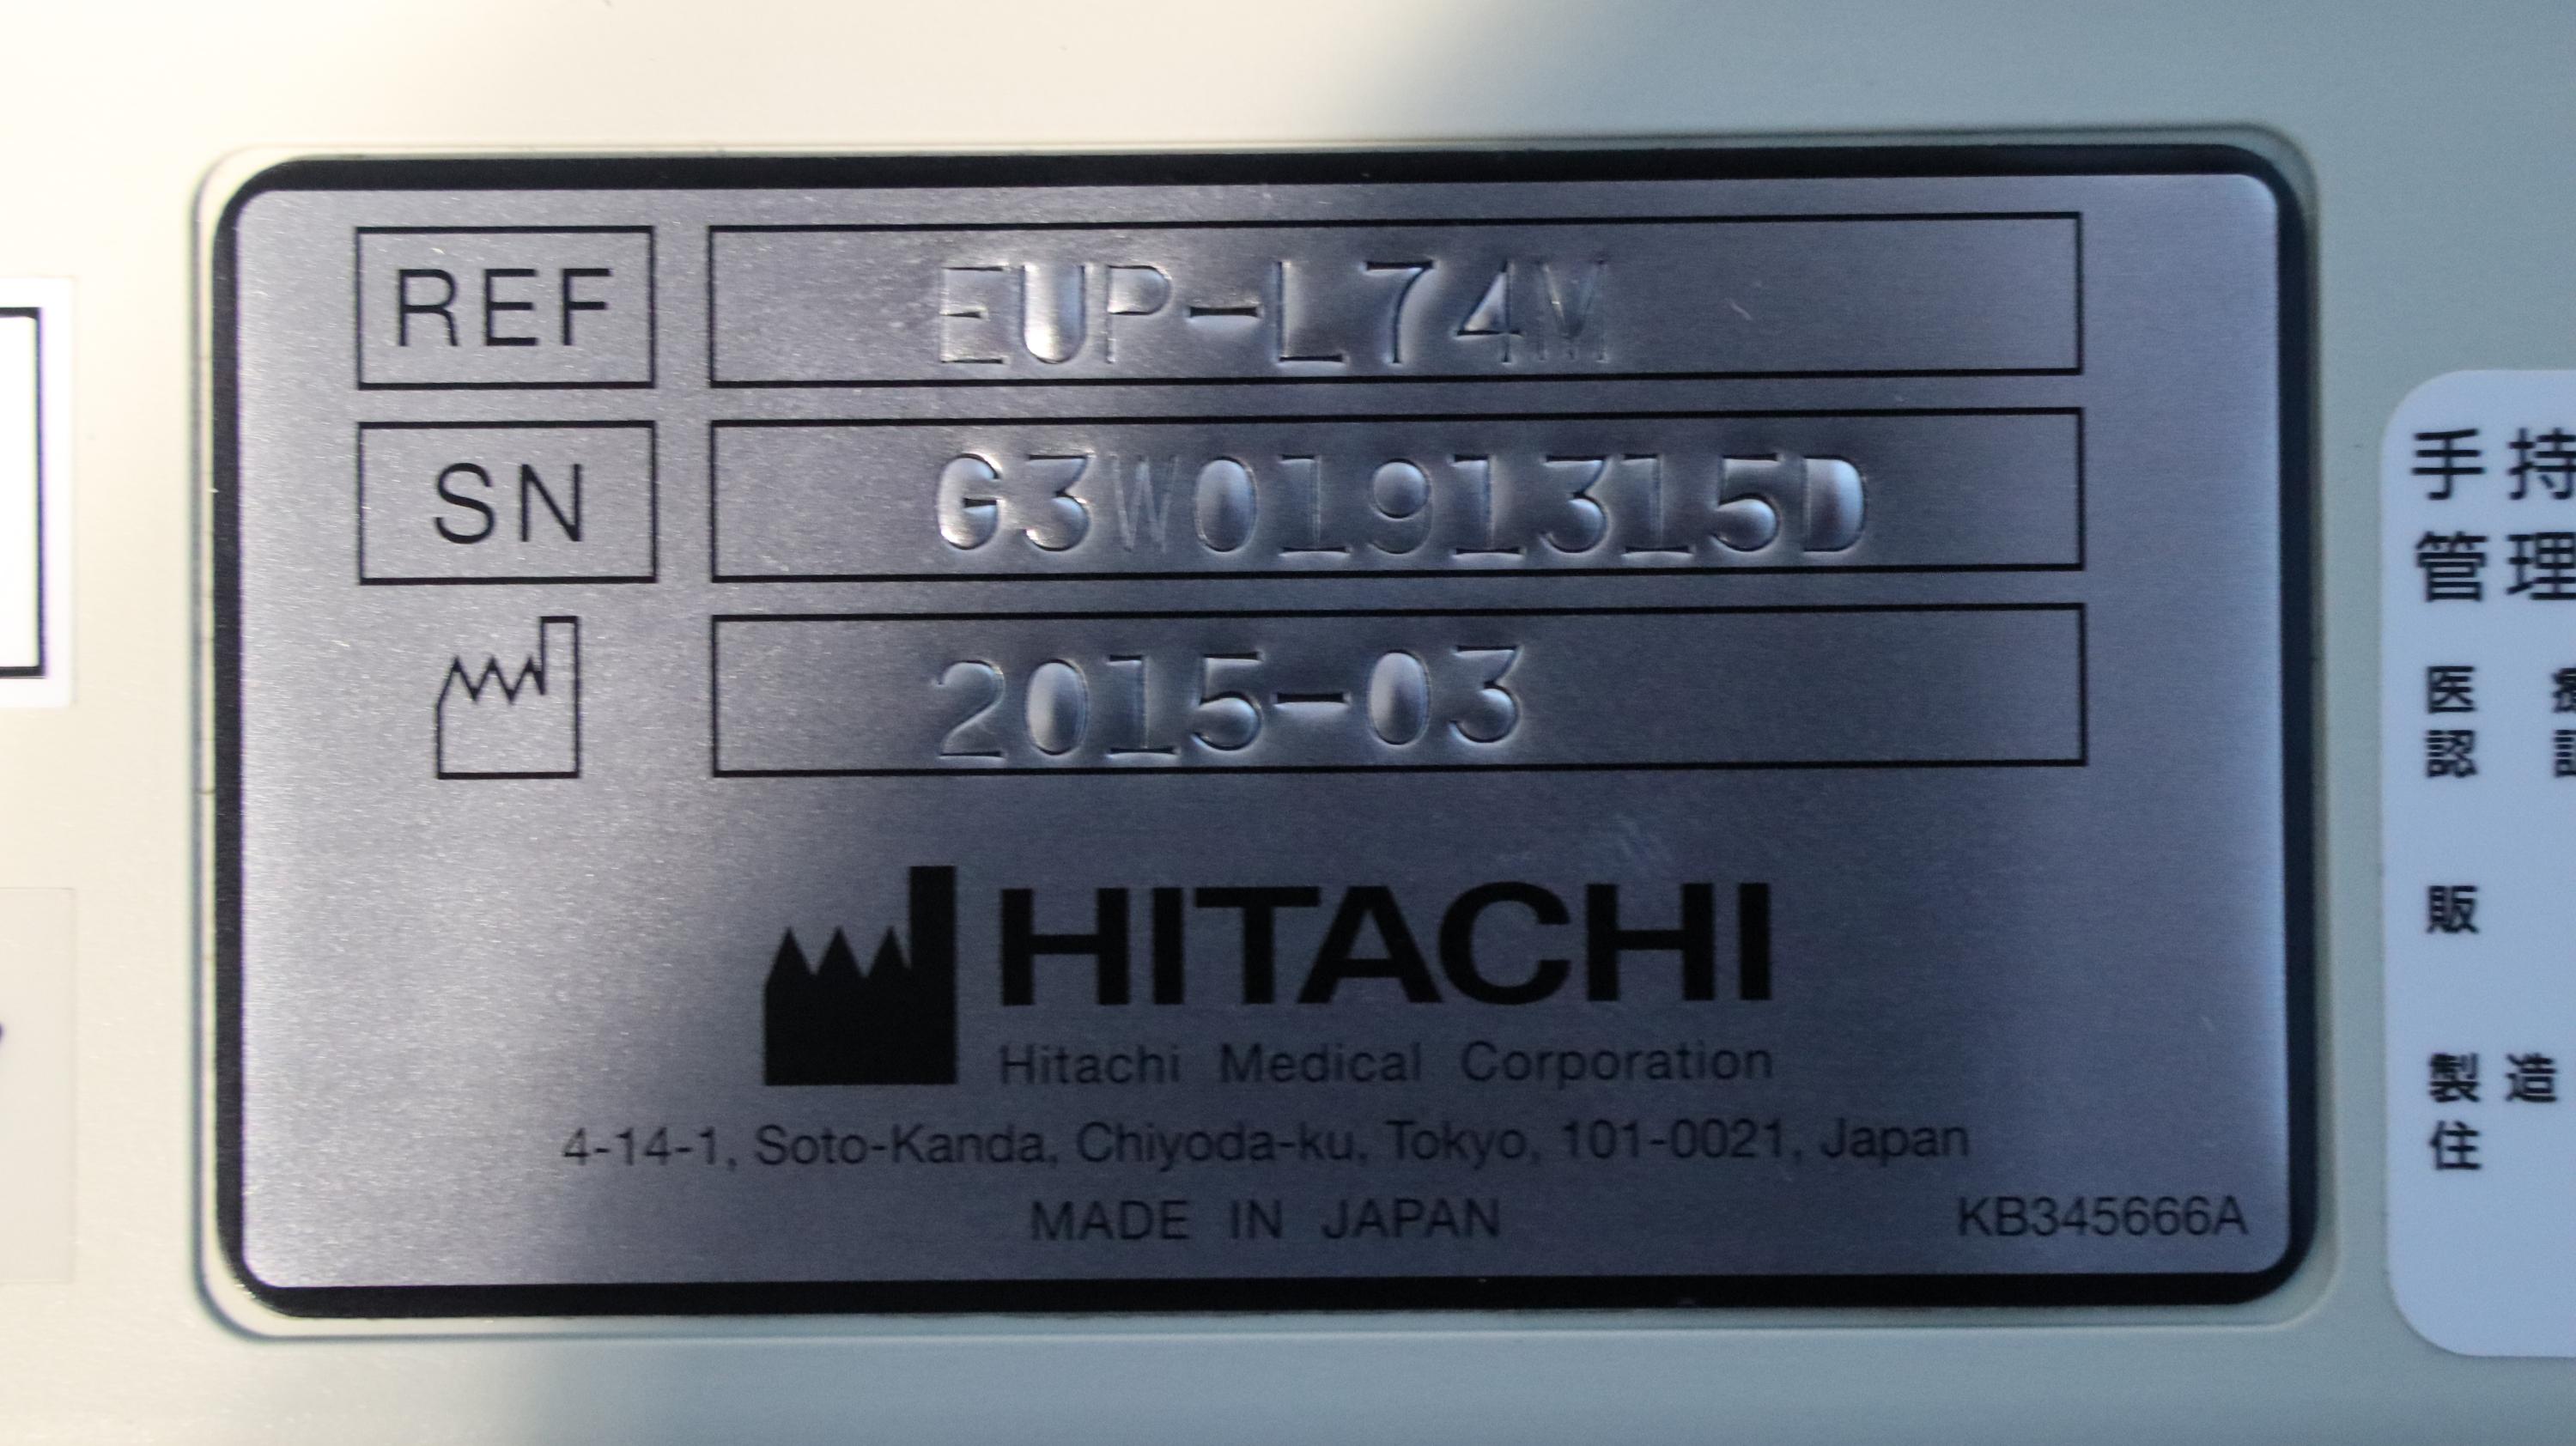 REF EUP-L74M
SN G3W0191315D
2015-03
HITACHI
Hitachi Medical Corporation
4-14-1, Soto-Kanda, Chiyoda-ku, Tokyo, 101-0021, Japan
MADE IN JAPAN
KB345666A
手持
管理
医
認
販
製造
住